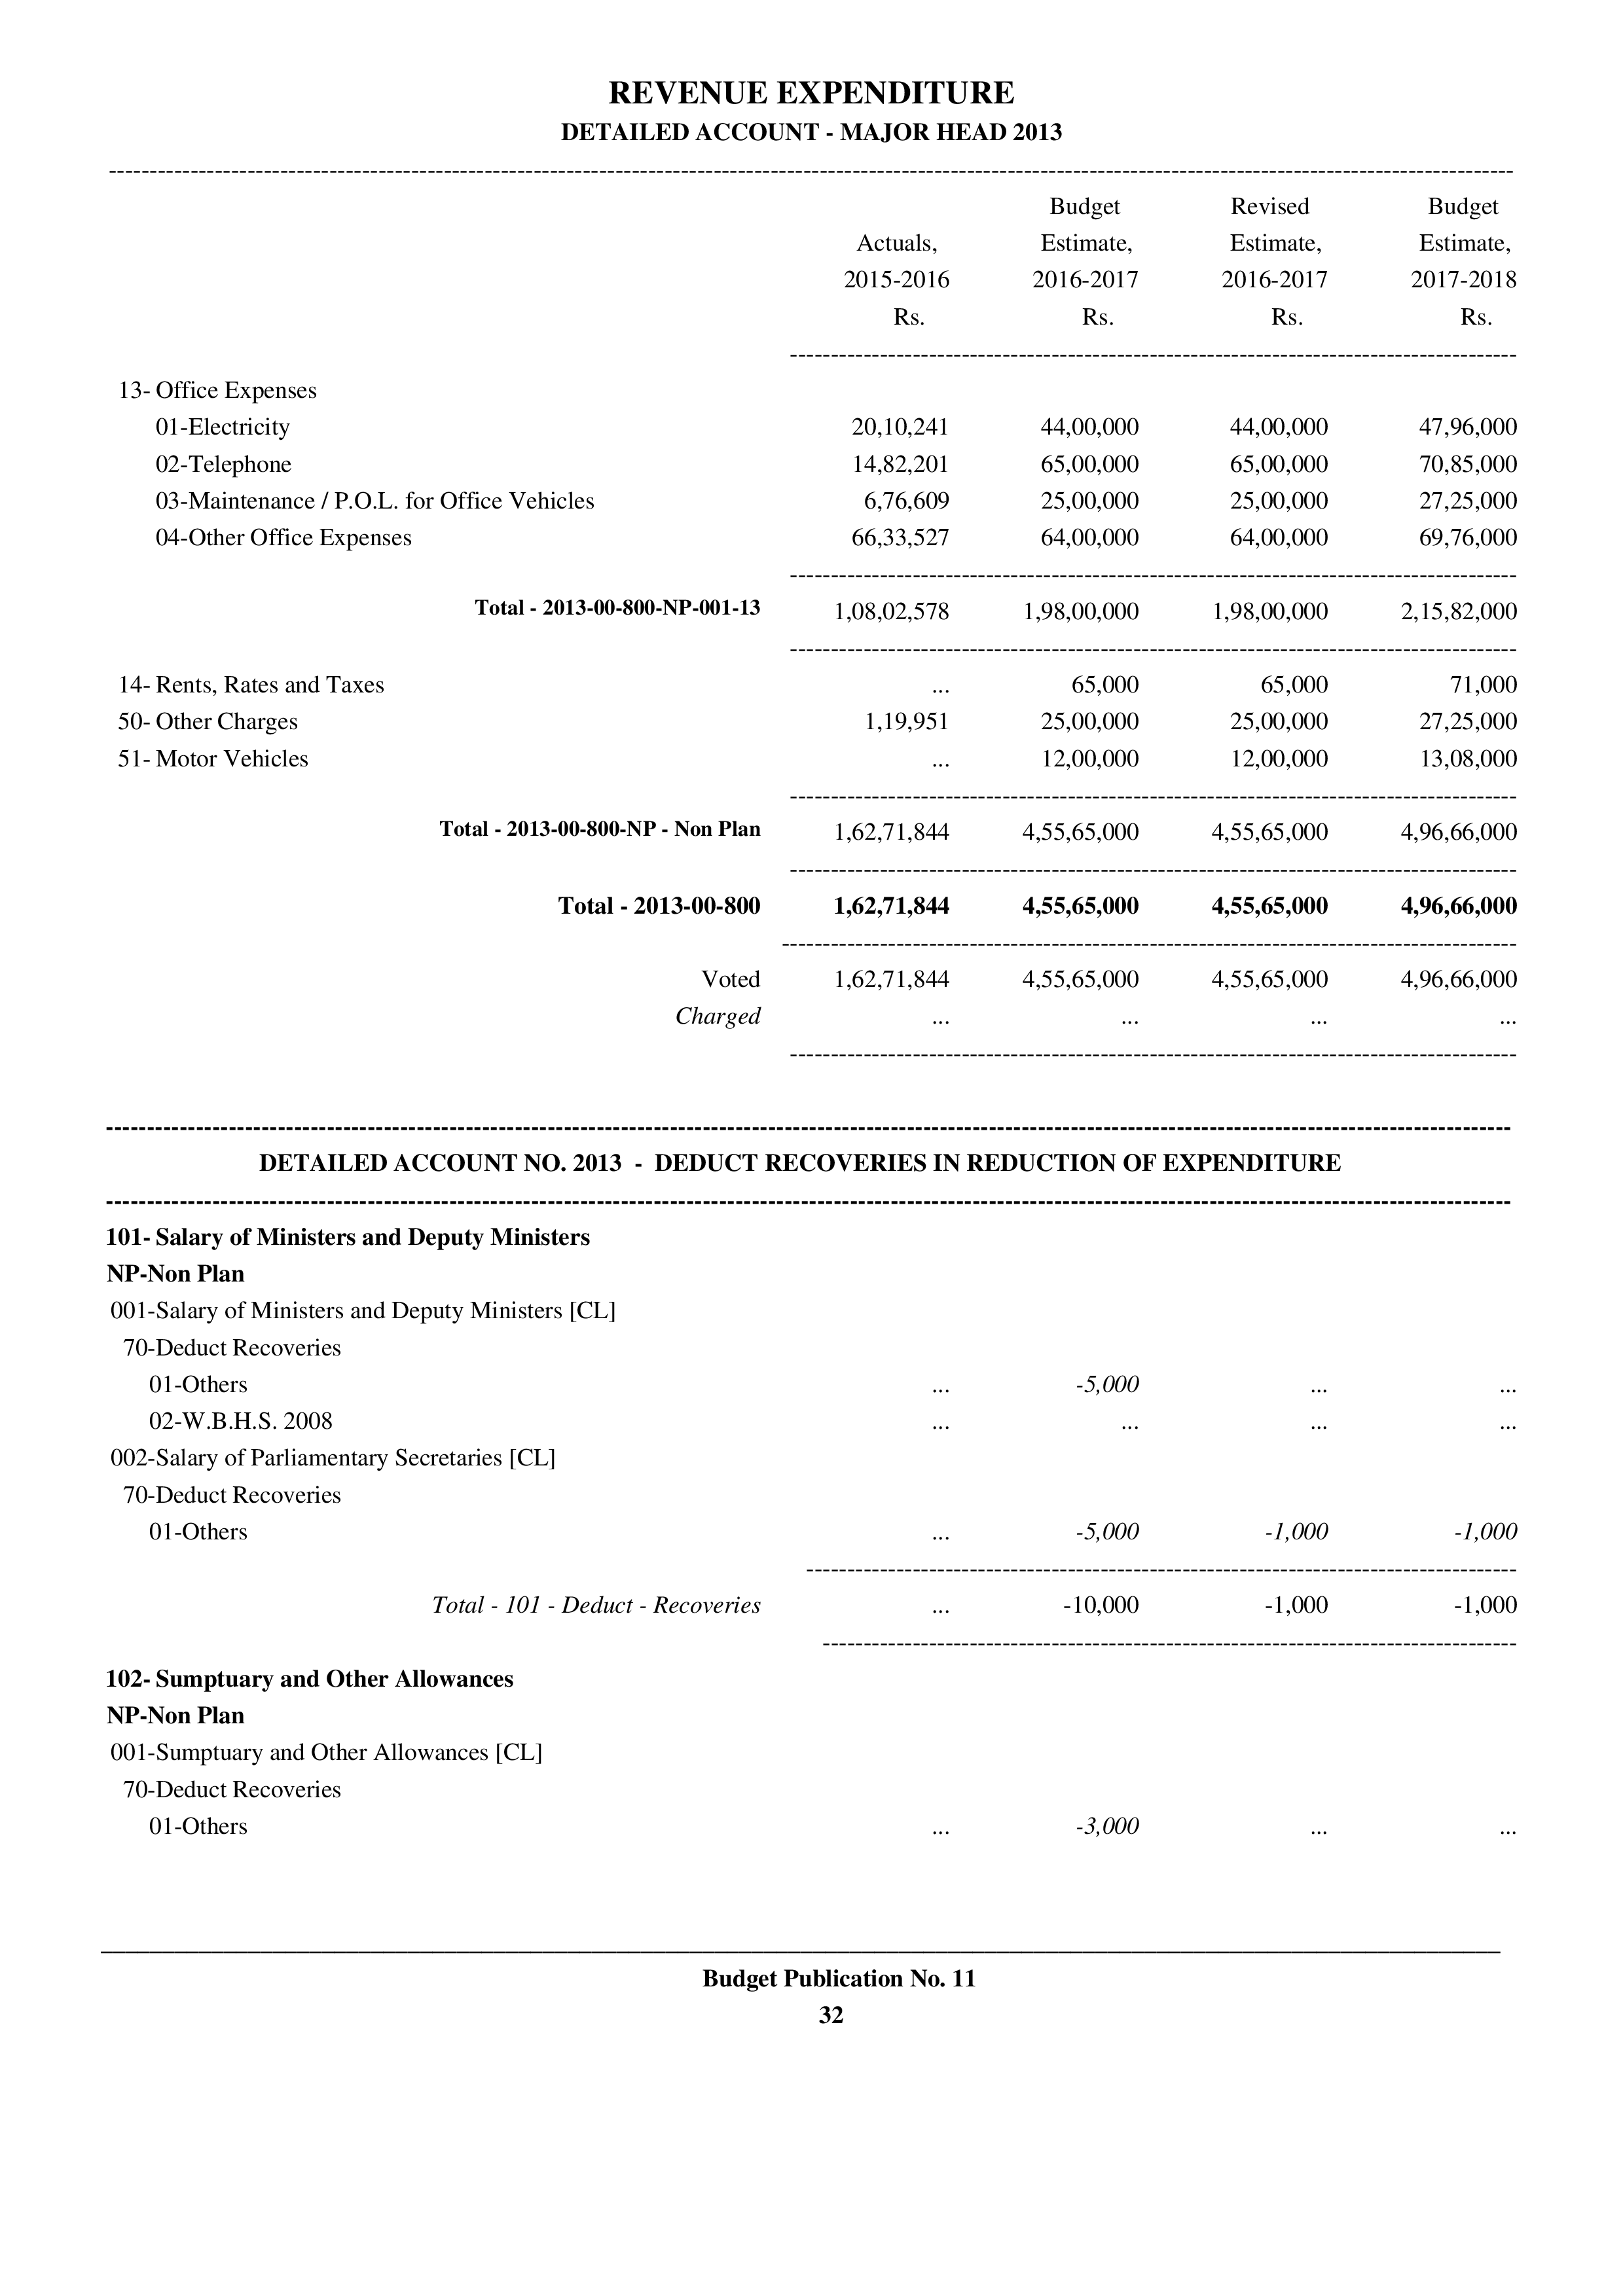 REVENUE EXPENDITURE
DETAILED ACCOUNT - MAJOR HEAD 2013
Budget Revised Budget
Actuals, Estimate, Estimate, Estimate,
2015-2016 2016-2017 2016-2017 2017-2018
Rs. Rs. Rs. Rs.
13- Office Expenses
01-Electricity 20,10,241 44,00,000 44,00,000 47,96,000
02-Telephone 14,82,201 65,00,000 65,00,000 70,85,000
03-Maintenance / P.O.L. for Office Vehicles 6,76,609 25,00,000 25,00,000 27,25,000
04-Other Office Expenses 66,33,527 64,00,000 64,00,000 69,76,000
Total - 2013-00-800-NP-001-13 1,08,02,578 1,98,00,000 1,98,00,000 2,15,82,000
14- Rents, Rates and Taxes ... 65,000 65,000 71,000
50- Other Charges 1,19,951 25,00,000 25,00,000 27,25,000
51- Motor Vehicles ... 12,00,000 12,00,000 13,08,000
Total - 2013-00-800-NP - Non Plan 1,62,71,844 4,55,65,000 4,55,65,000 4,96,66,000
Total - 2013-00-800 1,62,71,844 4,55,65,000 4,55,65,000 4,96,66,000
Voted 1,62,71,844 4,55,65,000 4,55,65,000 4,96,66,000
Charged ... ... ... ...
DETAILED ACCOUNT NO. 2013 - DEDUCT RECOVERIES IN REDUCTION OF EXPENDITURE
101- Salary of Ministers and Deputy Ministers
NP-Non Plan
001-Salary of Ministers and Deputy Ministers [CL]
70-Deduct Recoveries
01-Others ... -5,000 ... ...
02-W.B.H.S. 2008 ... ... ... ...
002-Salary of Parliamentary Secretaries [CL]
70-Deduct Recoveries
01-Others ... -5,000 -1,000 -1,000
Total - 101 - Deduct - Recoveries ... -10,000 -1,000 -1,000
102- Sumptuary and Other Allowances
NP-Non Plan
001-Sumptuary and Other Allowances [CL]
70-Deduct Recoveries
01-Others ... -3,000 ... ...
Budget Publication No. 11
32